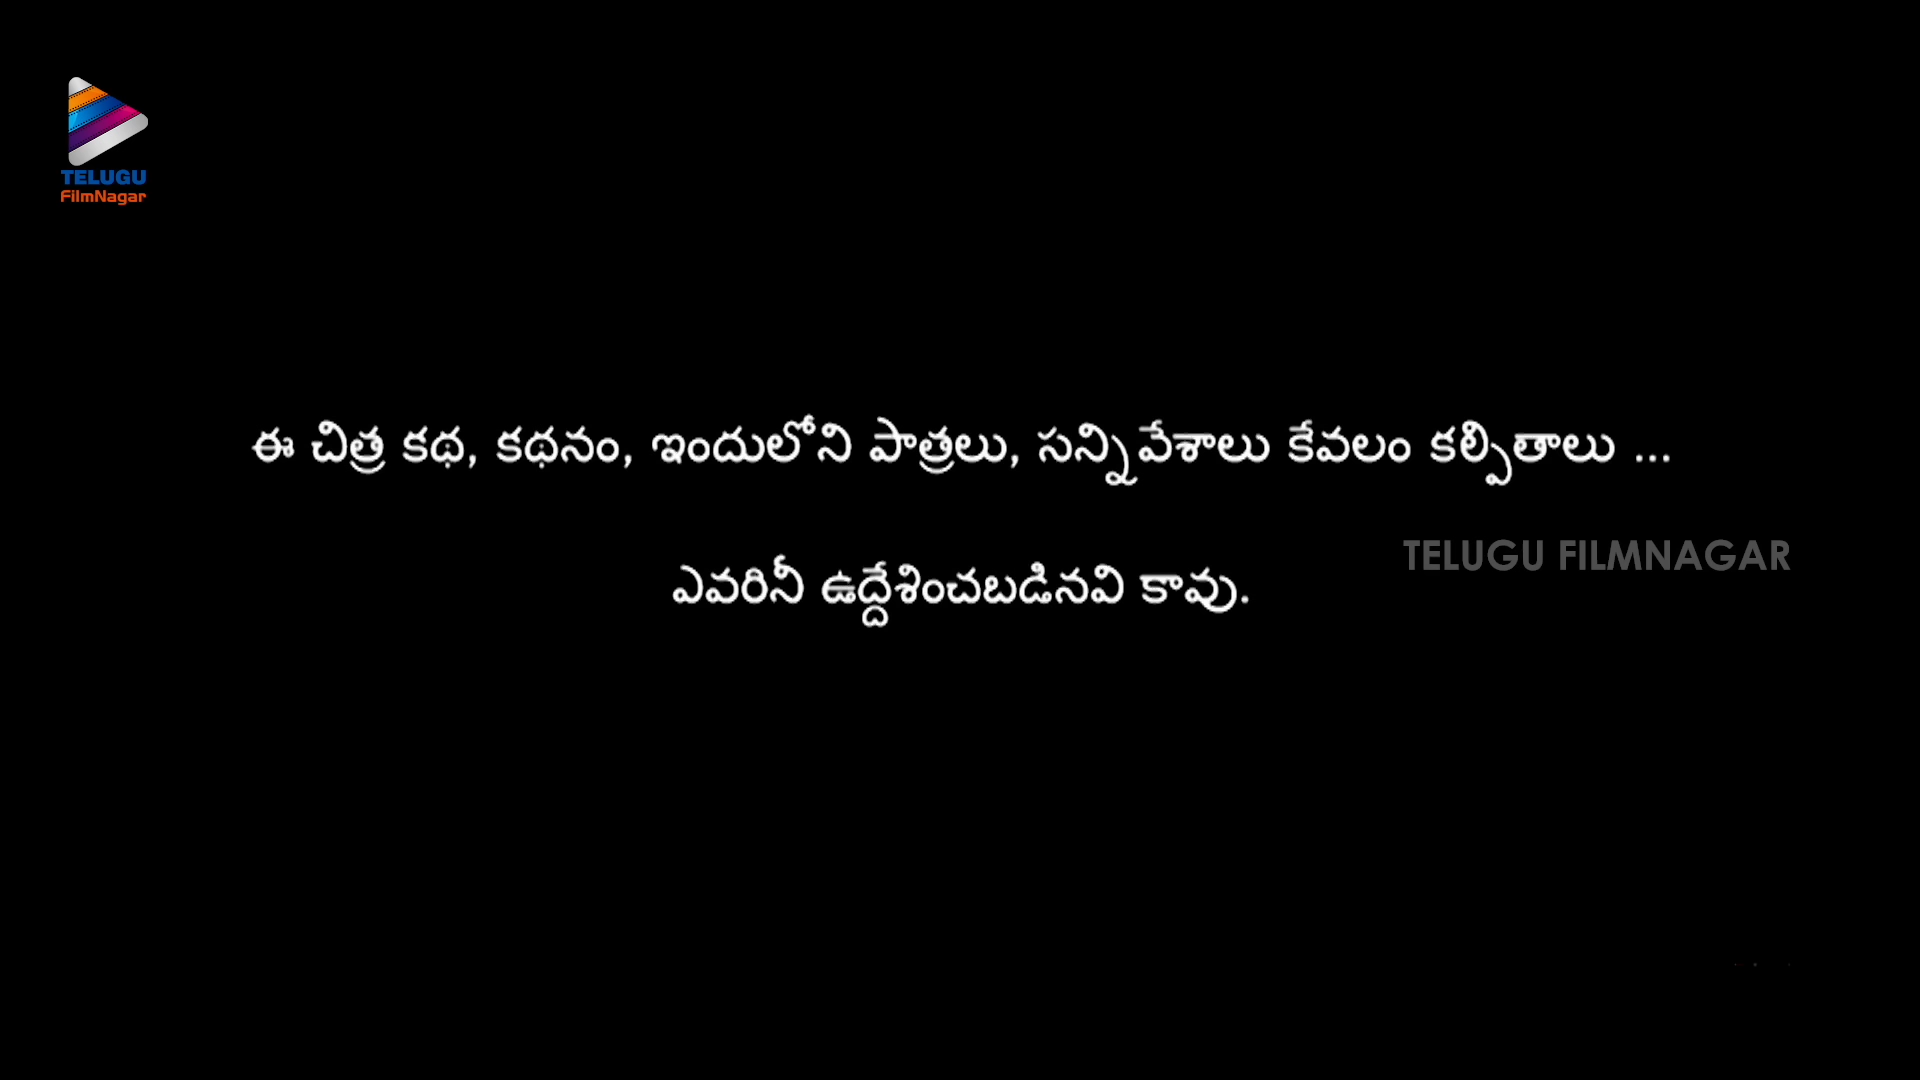 TELUGU
FilmNagar
ఈ చిత్ర కథ, కథనం, ఇందులోని పాత్రలు, సన్నివేశాలు కేవలం కల్పితాలు ...
TELUGU FILMNAGAR
ఎవరినీ ఉద్దేశించబడినవి కావు.